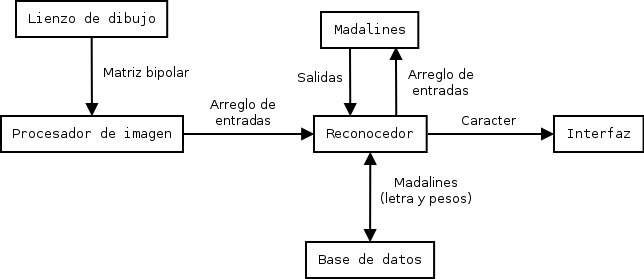 Lienzo de dibujo
Madalines
Matriz bipolar
Salidas
Arreglo de
entradas
Arreglo de
entradas
Procesador de imagen
Reconocedor
Caracter
Interfaz
Madalines
(letra y pesos)
Base de datos